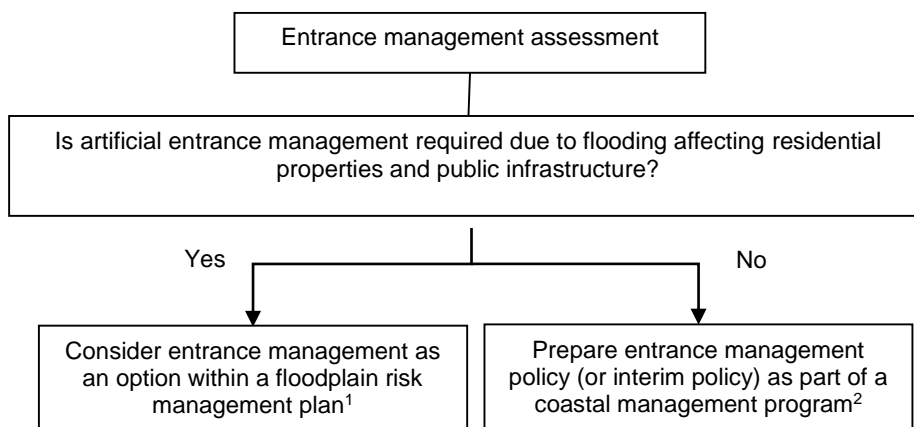 Entrance management assessment
Is artificial entrance management required due to flooding affecting residential
properties and public infrastructure?
Yes
No
Consider entrance management as
an option within a floodplain risk
management plan¹
Prepare entrance management
policy (or interim policy) as part of a
coastal management program²